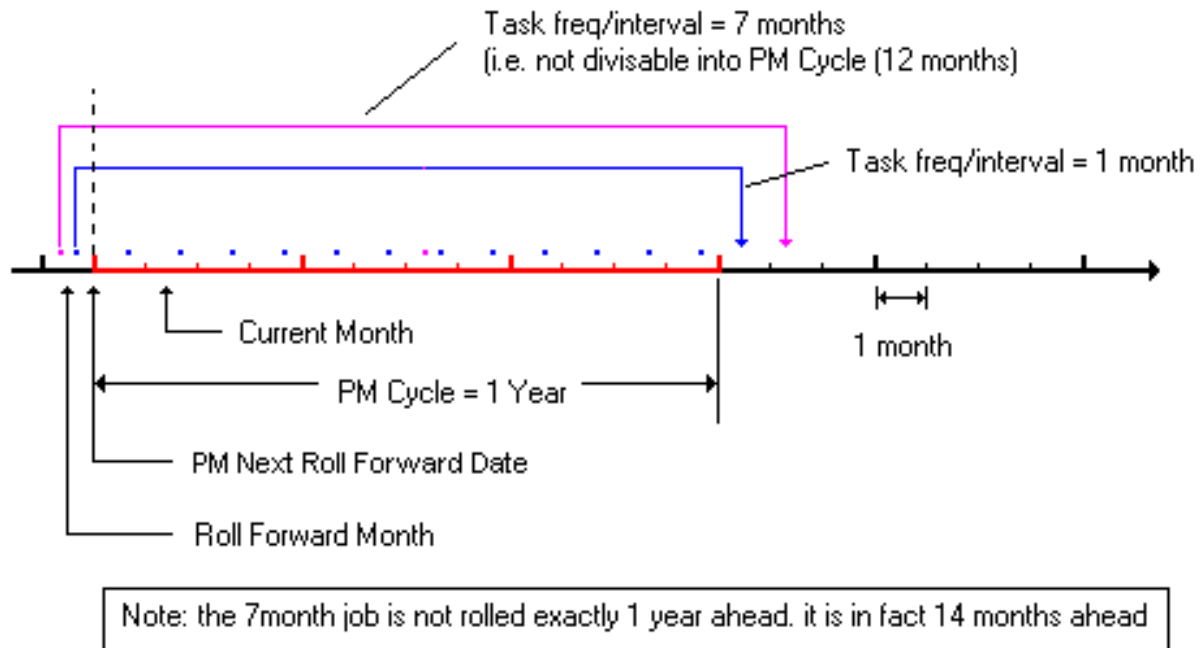 Task freq/interval = 7 months
(i.e. not divisable into PM Cycle (12 months)
Task freq/interval = 1 month
Current Month
1 month
PM Cycle = 1 Year
PM Next Roll Forward Date
Roll Forward Month
Note: the 7month job is not rolled exactly 1 year ahead. it is in fact 14 months ahead